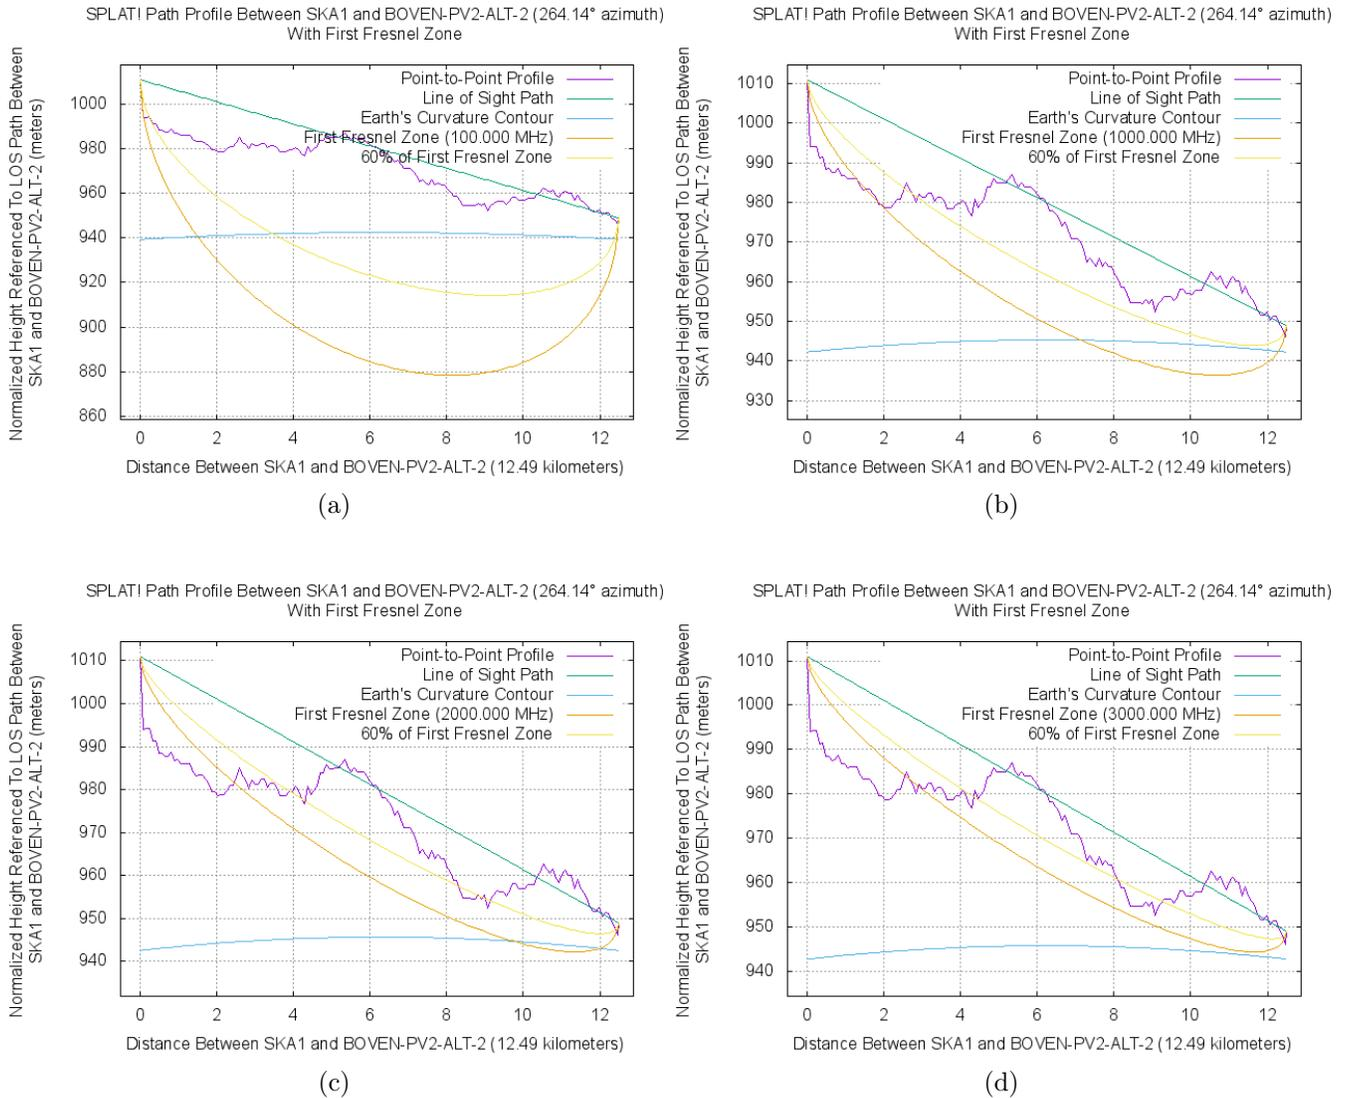 SPLAT! Path Profile Between SKA1 and BOVEN-PV2-ALT-2 (264.14° azimuth)
With First Fresnel Zone
Normalized Height Referenced To LOS Path Between
SKA1 and BOVEN-PV2-ALT-2 (meters)
Point-to-Point Profile
Line of Sight Path
Earth's Curvature Contour
First Fresnel Zone (100.000 MHz)
60% of First Fresnel Zone
1000
980
960
940
920
900
880
860
0 2 4 6 8 10 12
Distance Between SKA1 and BOVEN-PV2-ALT-2 (12.49 kilometers)
(a)
SPLAT! Path Profile Between SKA1 and BOVEN-PV2-ALT-2 (264.14° azimuth)
With First Fresnel Zone
Normalized Height Referenced To LOS Path Between
SKA1 and BOVEN-PV2-ALT-2 (meters)
Point-to-Point Profile
Line of Sight Path
Earth's Curvature Contour
First Fresnel Zone (1000.000 MHz)
60% of First Fresnel Zone
1010
1000
990
980
970
960
950
940
930
0 2 4 6 8 10 12
Distance Between SKA1 and BOVEN-PV2-ALT-2 (12.49 kilometers)
(b)
SPLAT! Path Profile Between SKA1 and BOVEN-PV2-ALT-2 (264.14° azimuth)
With First Fresnel Zone
Normalized Height Referenced To LOS Path Between
SKA1 and BOVEN-PV2-ALT-2 (meters)
Point-to-Point Profile
Line of Sight Path
Earth's Curvature Contour
First Fresnel Zone (2000.000 MHz)
60% of First Fresnel Zone
1010
1000
990
980
970
960
950
940
0 2 4 6 8 10 12
Distance Between SKA1 and BOVEN-PV2-ALT-2 (12.49 kilometers)
(c)
SPLAT! Path Profile Between SKA1 and BOVEN-PV2-ALT-2 (264.14° azimuth)
With First Fresnel Zone
Normalized Height Referenced To LOS Path Between
SKA1 and BOVEN-PV2-ALT-2 (meters)
Point-to-Point Profile
Line of Sight Path
Earth's Curvature Contour
First Fresnel Zone (3000.000 MHz)
60% of First Fresnel Zone
1010
1000
990
980
970
960
950
940
0 2 4 6 8 10 12
Distance Between SKA1 and BOVEN-PV2-ALT-2 (12.49 kilometers)
(d)